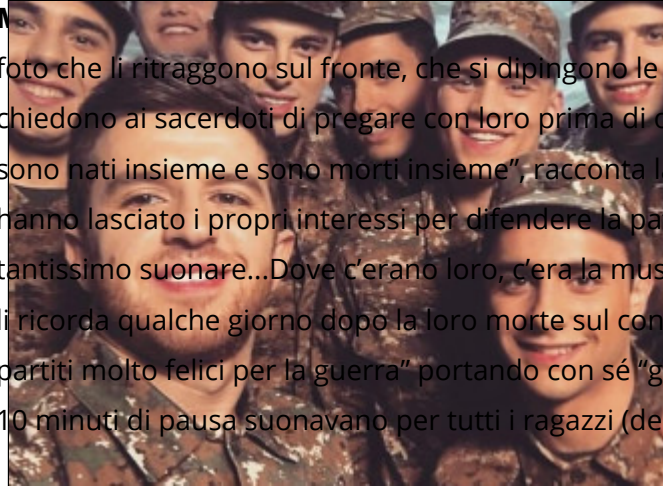 foto che li ritraggono sul fronte, che si dipingono le
chiedono ai sacerdoti di pregare con loro prima di
sono nati insieme e sono morti insieme”, racconta
hanno lasciato i propri interessi per difendere la pa
tantissimo suonare...Dove c’erano loro, c’era la mus
li ricorda qualche giorno dopo la loro morte sul con
partiti molto felici per la guerra” portando con sé “g
10 minuti di pausa suonavano per tutti i ragazzi (de